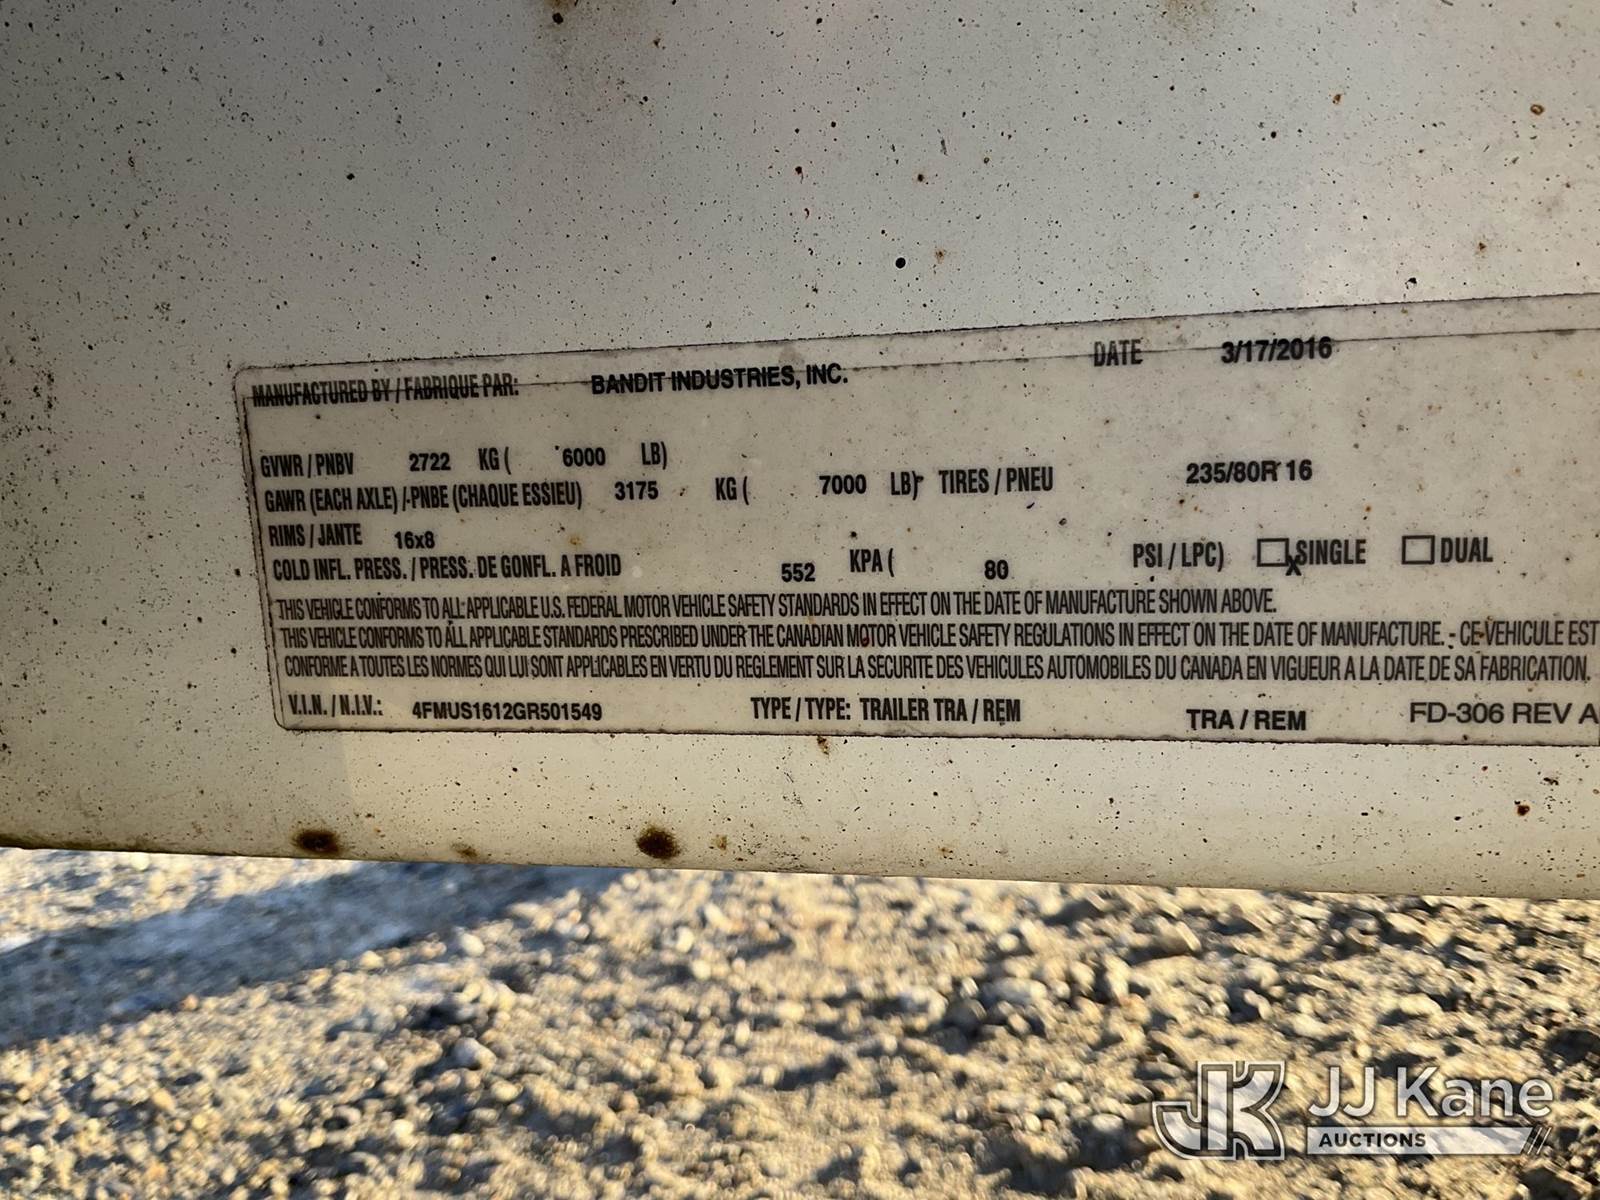 MANUFACTURED BY / FABRIQUE PAR: BANDIT INDUSTRIES, INC. DATE 3/17/2016
GVWR / PNBV 2722 KG ( 6000 LB)
GAWR (EACH AXLE) / PNBE (CHAQUE ESSIEU) 3175 KG ( 7000 LB) TIRES / PNEU 235/80R 16
RIMS / JANTE 16x8
COLD INFL. PRESS. / PRESS. DE GONFL. A FROID 552 KPA ( 80 PSI / LPC) ☐ x SINGLE ☐ DUAL
THIS VEHICLE CONFORMS TO ALL APPLICABLE U.S. FEDERAL MOTOR VEHICLE SAFETY STANDARDS IN EFFECT ON THE DATE OF MANUFACTURE SHOWN ABOVE.
THIS VEHICLE CONFORMS TO ALL APPLICABLE STANDARDS PRESCRIBED UNDER THE CANADIAN MOTOR VEHICLE SAFETY REGULATIONS IN EFFECT ON THE DATE OF MANUFACTURE. - CE VEHICULE EST
CONFORME A TOUTES LES NORMES QUI LUI SONT APPLICABLES EN VERTU DU REGLEMENT SUR LA SECURITE DES VEHICULES AUTOMOBILES DU CANADA EN VIGUEUR A LA DATE DE SA FABRICATION.
V.I.N. / N.I.V.: 4FMUS1612GR501549 TYPE / TYPE: TRAILER TRA / REM TRA / REM FD-306 REV A
JK JJ Kane
AUCTIONS